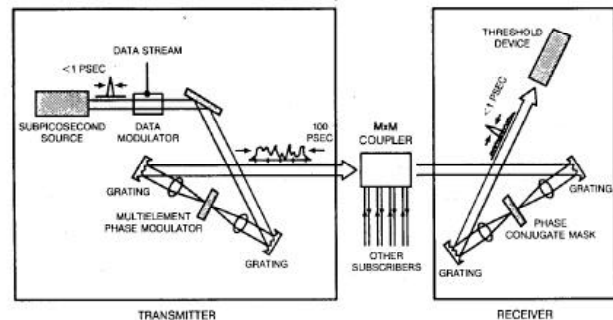 DATA STREAM
<1 PSEC
SUBPICOSECOND
SOURCE
DATA
MODULATOR
100
PSEC
GRATING
MULTIELEMENT
PHASE MODULATOR
GRATING
TRANSMITTER
MxM
COUPLER
OTHER
SUBSCRIBERS
THRESHOLD
DEVICE
<1 PSEC
GRATING
PHASE
CONJUGATE MASK
GRATING
RECEIVER